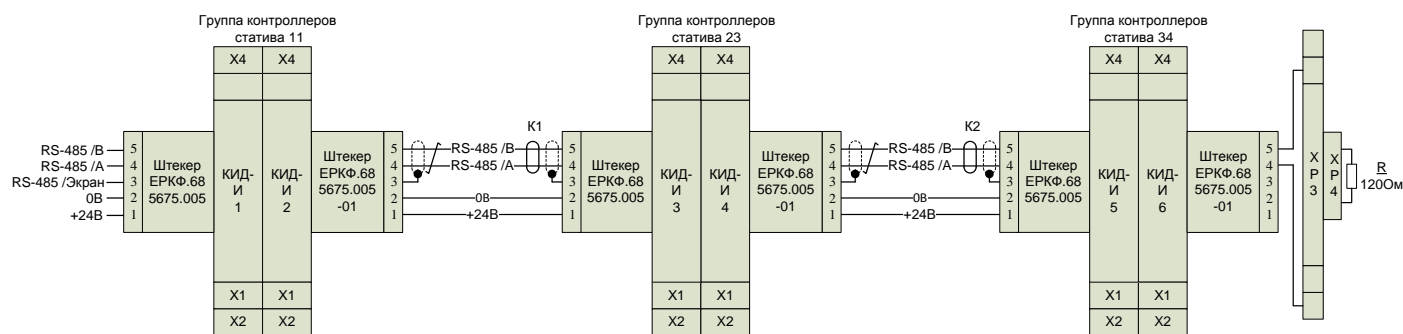 Группа контроллеров
статива 11
Группа контроллеров
статива 23
Группа контроллеров
статива 34
X4 X4
X4 X4
X4 X4
RS-485 /В
RS-485 /А
RS-485 /Экран
0В
+24В
5
4
3
2
1
Штекер
ЕРКФ.68
5675.005
КИД-
И
1
КИД-
И
2
Штекер
ЕРКФ.68
5675.005
-01
5
4
3
2
1
RS-485 /В
RS-485 /А
0В
+24В
К1
5
4
3
2
1
Штекер
ЕРКФ.68
5675.005
КИД-
И
3
КИД-
И
4
Штекер
ЕРКФ.68
5675.005
-01
5
4
3
2
1
RS-485 /В
RS-485 /А
0В
+24В
К2
5
4
3
2
1
Штекер
ЕРКФ.68
5675.005
КИД-
И
5
КИД-
И
6
Штекер
ЕРКФ.68
5675.005
-01
5
4
3
2
1
X
P
3
X
P
4
R
120Ом
X1 X1
X1 X1
X1 X1
X2 X2
X2 X2
X2 X2